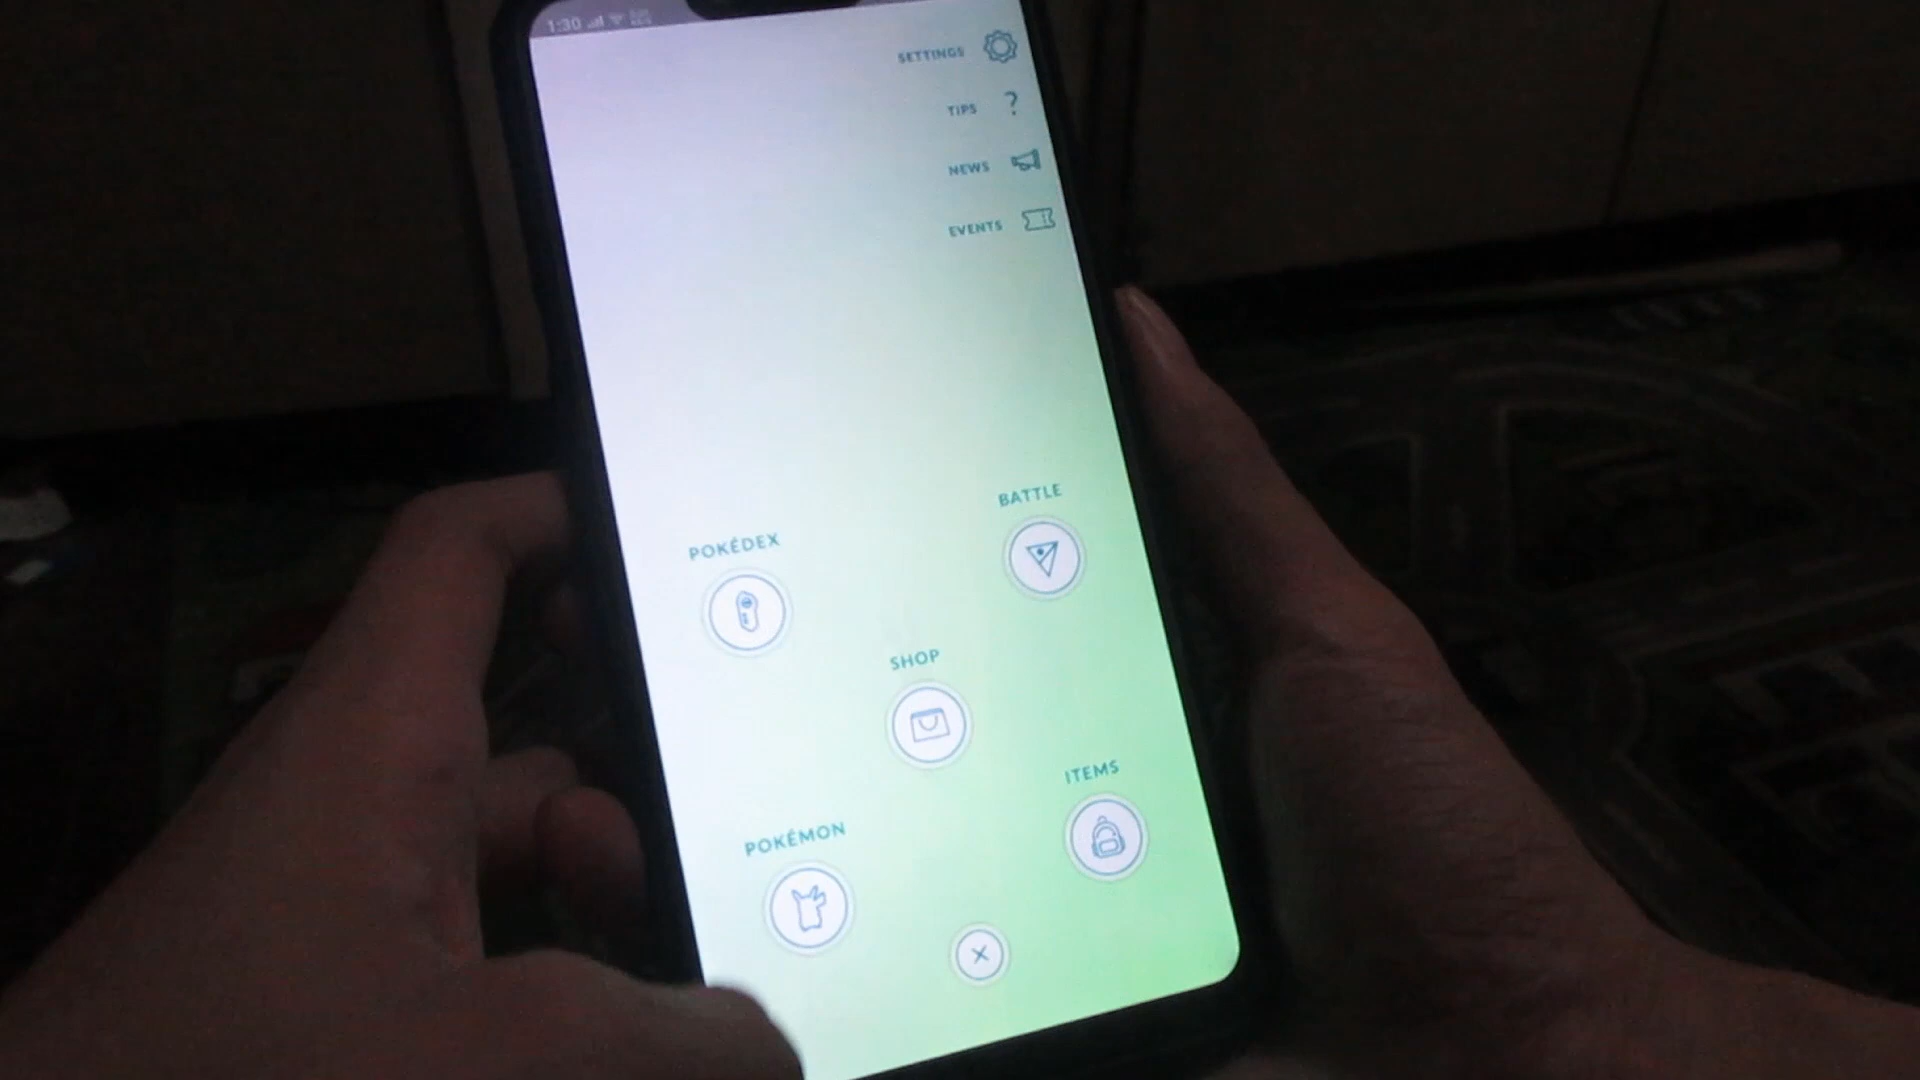 1:30
SETTINGS
TIPS ?
NEWS
EVENTS
BATTLE
POKÉDEX
SHOP
ITEMS
POKÉMON